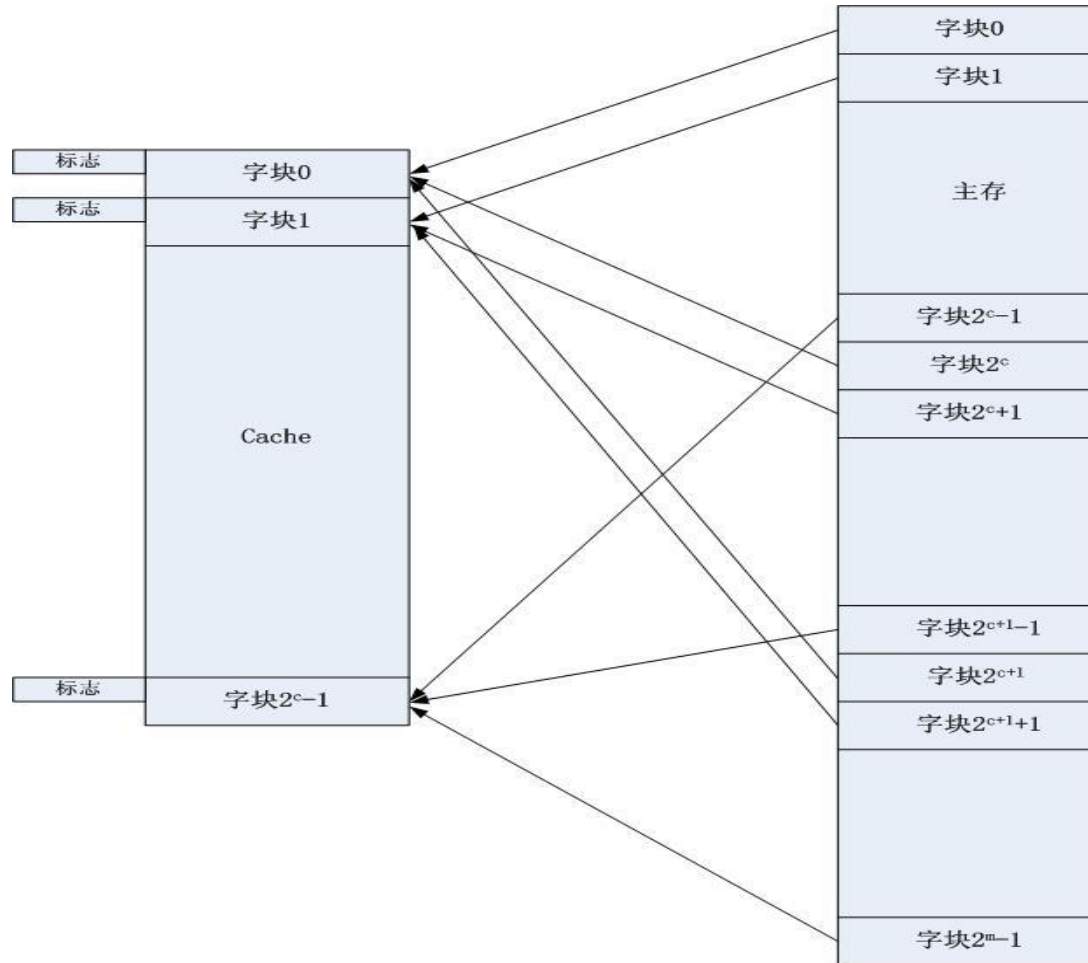 标志
字块0
标志
字块1
Cache
标志
字块2ᶜ-1
字块0
字块1
主存
字块2ᶜ-1
字块2ᶜ
字块2ᶜ+1
字块2ᶜ⁺¹-1
字块2ᶜ⁺¹
字块2ᶜ⁺¹+1
字块2ᵐ-1